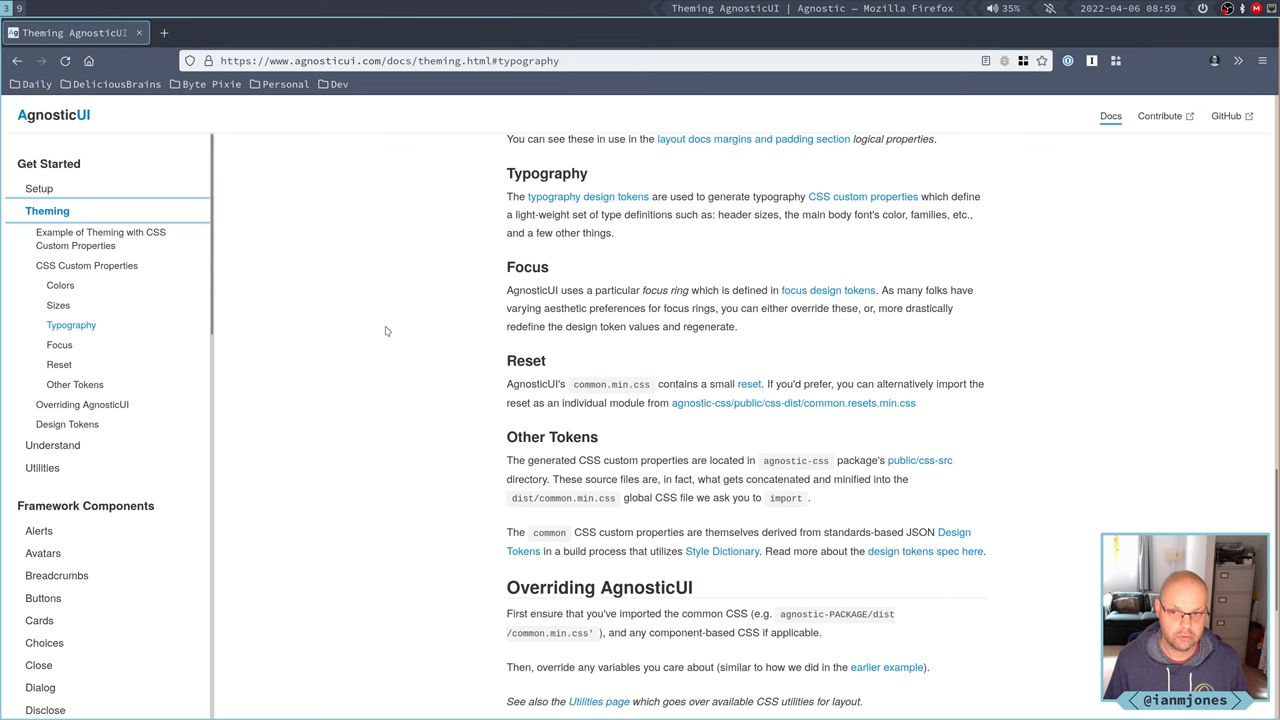 3 9 Theming AgnosticUI | Agnostic — Mozilla Firefox 35% 2022-04-06 08:59
Ag Theming AgnosticUI × +
https://www.agnosticui.com/docs/theming.html#typography
Daily DeliciousBrains Byte Pixie Personal Dev
AgnosticUI Docs Contribute GitHub
Get Started
Setup
Theming
Example of Theming with CSS
Custom Properties
CSS Custom Properties
Colors
Sizes
Typography
Focus
Reset
Other Tokens
Overriding AgnosticUI
Design Tokens
Understand
Utilities
Framework Components
Alerts
Avatars
Breadcrumbs
Buttons
Cards
Choices
Close
Dialog
Disclose
You can see these in use in the layout docs margins and padding section logical properties.
Typography
The typography design tokens are used to generate typography CSS custom properties which define
a light-weight set of type definitions such as: header sizes, the main body font's color, families, etc.,
and a few other things.
Focus
AgnosticUI uses a particular focus ring which is defined in focus design tokens. As many folks have
varying aesthetic preferences for focus rings, you can either override these, or, more drastically
redefine the design token values and regenerate.
Reset
AgnosticUI's common.min.css contains a small reset. If you'd prefer, you can alternatively import the
reset as an individual module from agnostic-css/public/css-dist/common.resets.min.css
Other Tokens
The generated CSS custom properties are located in agnostic-css package's public/css-src
directory. These source files are, in fact, what gets concatenated and minified into the
dist/common.min.css global CSS file we ask you to import .
The common CSS custom properties are themselves derived from standards-based JSON Design
Tokens in a build process that utilizes Style Dictionary. Read more about the design tokens spec here.
Overriding AgnosticUI
First ensure that you've imported the common CSS (e.g. agnostic-PACKAGE/dist
/common.min.css' ), and any component-based CSS if applicable.
Then, override any variables you care about (similar to how we did in the earlier example).
See also the Utilities page which goes over available CSS utilities for layout.
@ianmjones